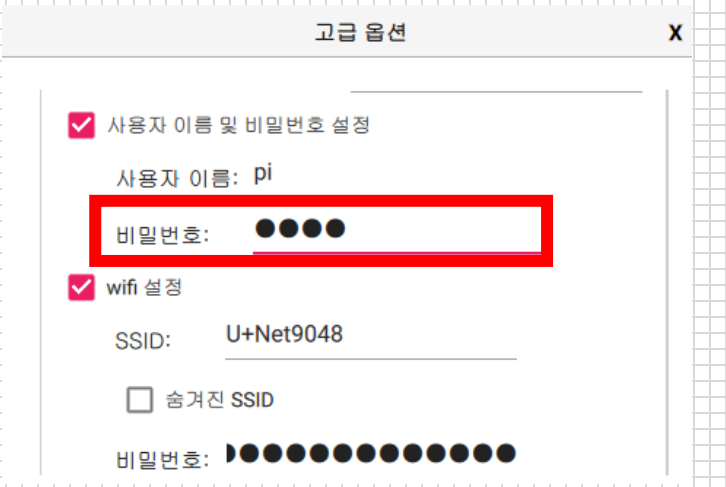 고급 옵션 X
사용자 이름 및 비밀번호 설정
사용자 이름: pi
비밀번호: ●●●●
wifi 설정
SSID: U+Net9048
숨겨진 SSID
비밀번호: ●●●●●●●●●●●●●